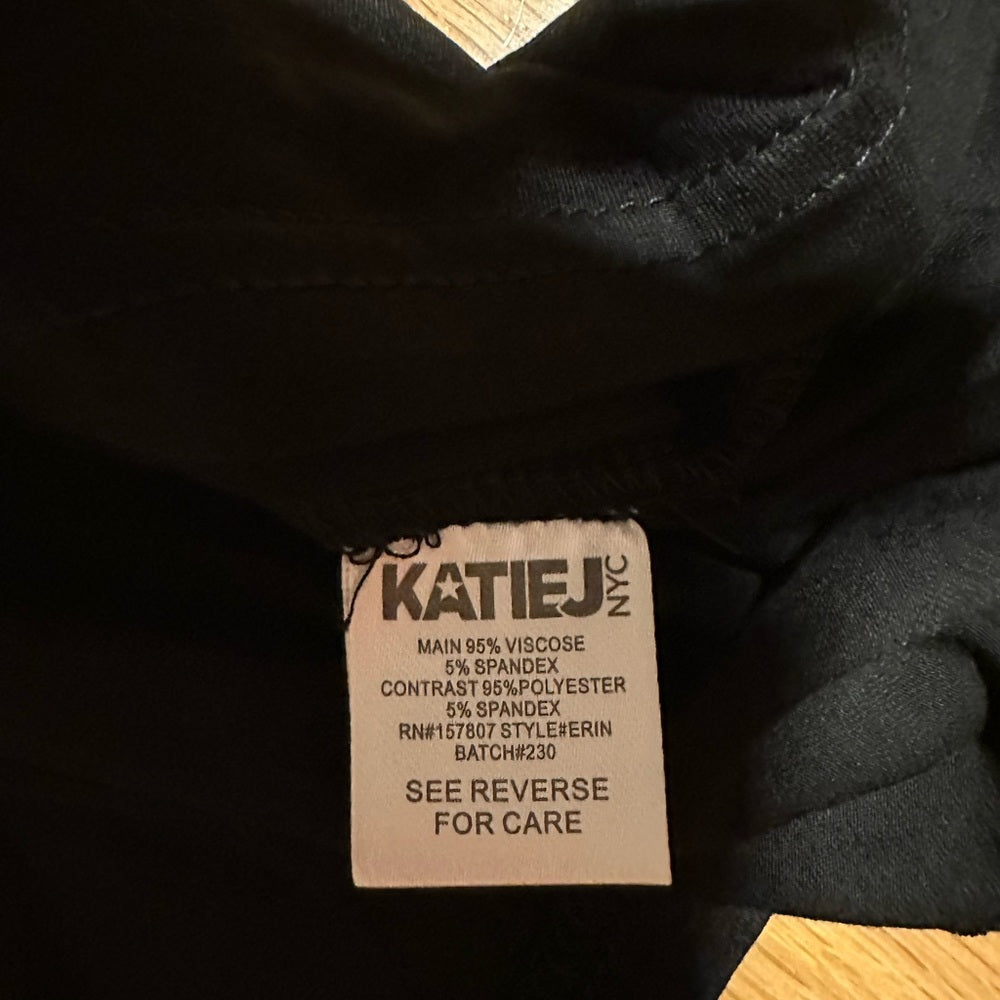 KATIEJ NYC
MAIN 95% VISCOSE
5% SPANDEX
CONTRAST 95%POLYESTER
5% SPANDEX
RN#157807 STYLE#ERIN
BATCH#230
SEE REVERSE
FOR CARE